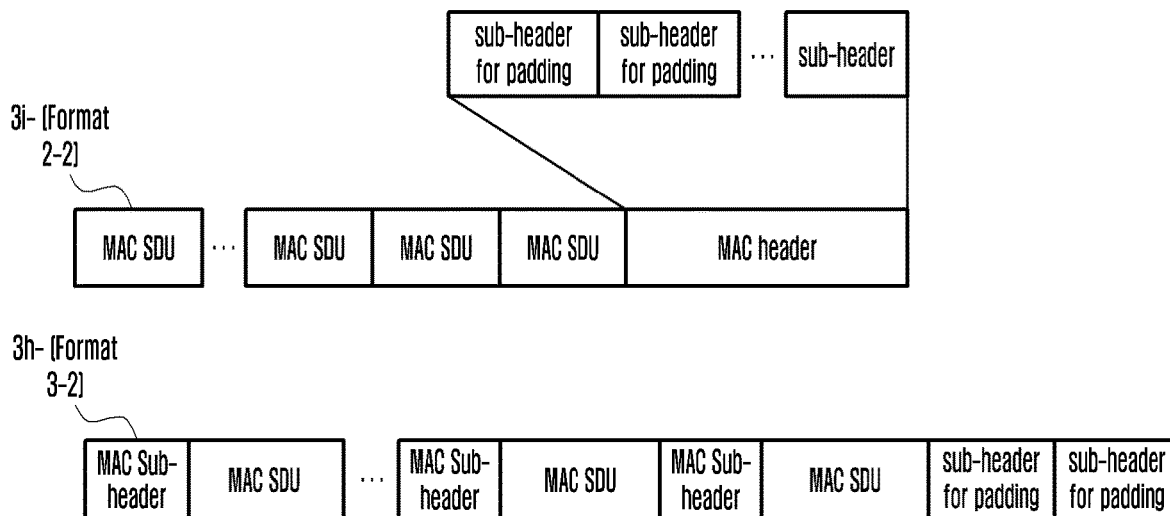 sub-header for padding
sub-header for padding
...
sub-header
3i- (Format 2-2)
MAC SDU
...
MAC SDU
MAC SDU
MAC SDU
MAC header
3h- (Format 3-2)
MAC Sub-header
MAC SDU
...
MAC Sub-header
MAC SDU
MAC Sub-header
MAC SDU
sub-header for padding
sub-header for padding